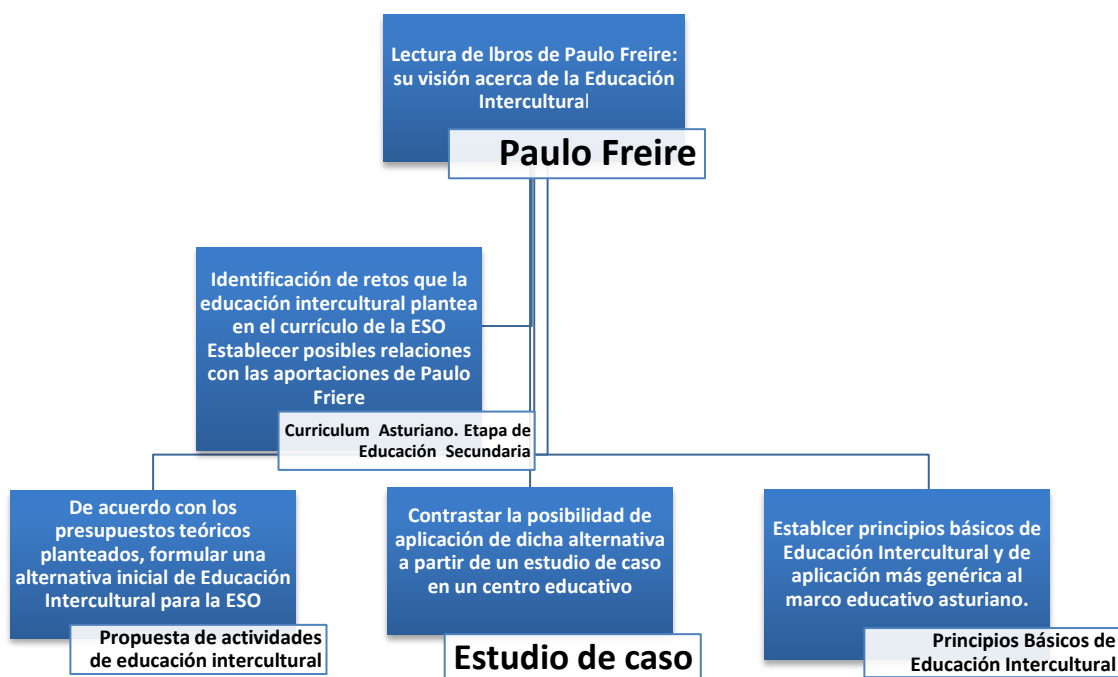 Lectura de lbros de Paulo Freire:
su visión acerca de la Educación
Intercultural
Paulo Freire
Identificación de retos que la
educación intercultural plantea
en el currículo de la ESO
Establecer posibles relaciones
con las aportaciones de Paulo
Friere
Curriculum Asturiano. Etapa de
Educación Secundaria
De acuerdo con los
presupuestos teóricos
planteados, formular una
alternativa inicial de Educación
Intercultural para la ESO
Propuesta de actividades
de educación intercultural
Contrastar la posibilidad de
aplicación de dicha alternativa
a partir de un estudio de caso
en un centro educativo
Estudio de caso
Establcer principios básicos de
Educación Intercultural y de
aplicación más genérica al
marco educativo asturiano.
Principios Básicos de
Educación Intercultural